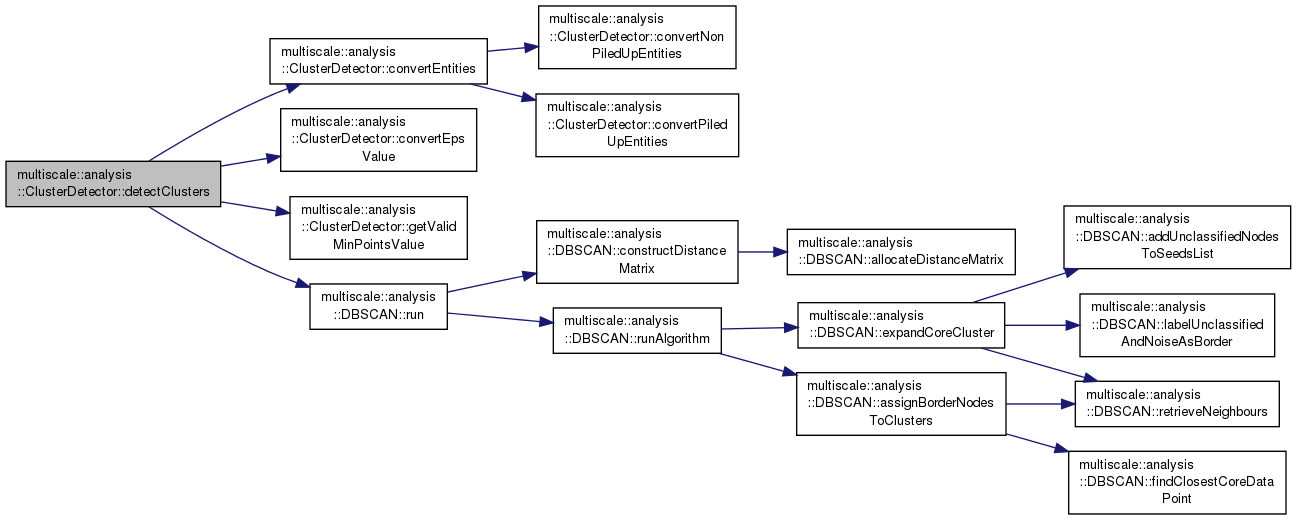 multiscale::analysis
::ClusterDetector::detectClusters
multiscale::analysis
::ClusterDetector::convertEntities
multiscale::analysis
::ClusterDetector::convertNon
PiledUpEntities
multiscale::analysis
::ClusterDetector::convertPiled
UpEntities
multiscale::analysis
::ClusterDetector::convertEps
Value
multiscale::analysis
::ClusterDetector::getValid
MinPointsValue
multiscale::analysis
::DBSCAN::run
multiscale::analysis
::DBSCAN::constructDistance
Matrix
multiscale::analysis
::DBSCAN::allocateDistanceMatrix
multiscale::analysis
::DBSCAN::runAlgorithm
multiscale::analysis
::DBSCAN::expandCoreCluster
multiscale::analysis
::DBSCAN::addUnclassifiedNodes
ToSeedsList
multiscale::analysis
::DBSCAN::labelUnclassified
AndNoiseAsBorder
multiscale::analysis
::DBSCAN::retrieveNeighbours
multiscale::analysis
::DBSCAN::assignBorderNodes
ToClusters
multiscale::analysis
::DBSCAN::findClosestCoreData
Point